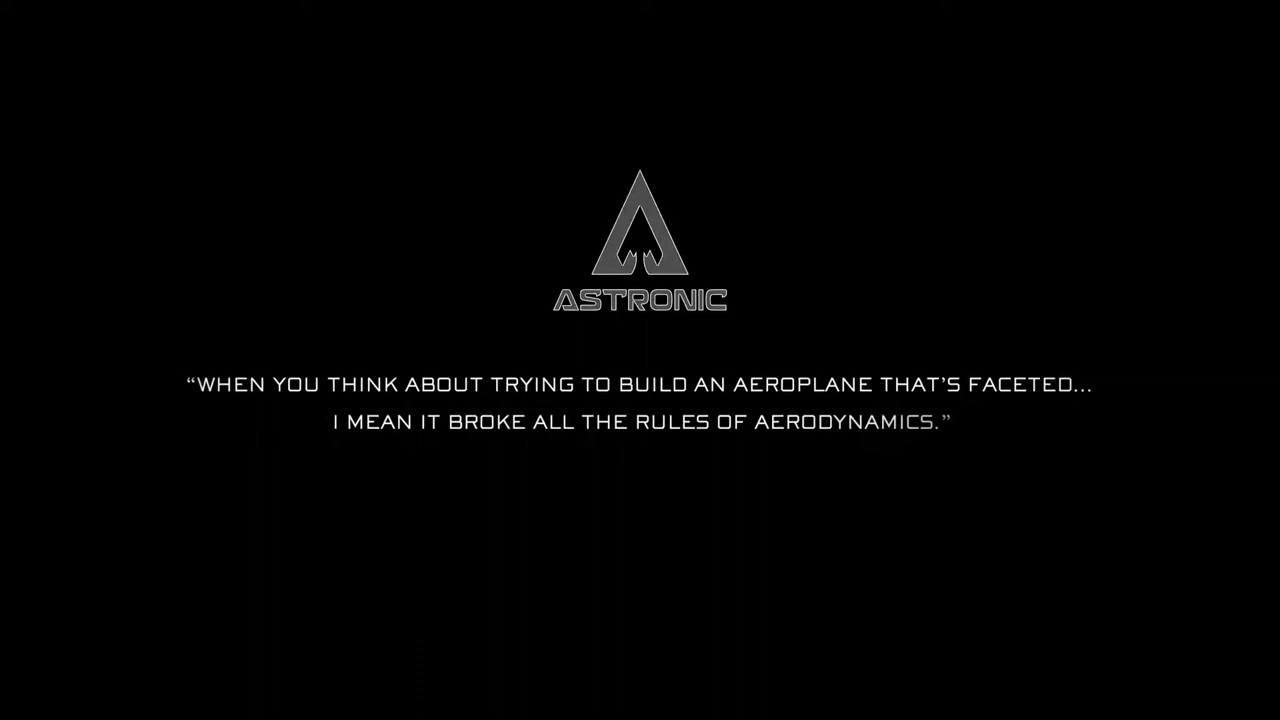 ASTRONIC
“WHEN YOU THINK ABOUT TRYING TO BUILD AN AEROPLANE THAT’S FACETED...
I MEAN IT BROKE ALL THE RULES OF AERODYNAMICS.”